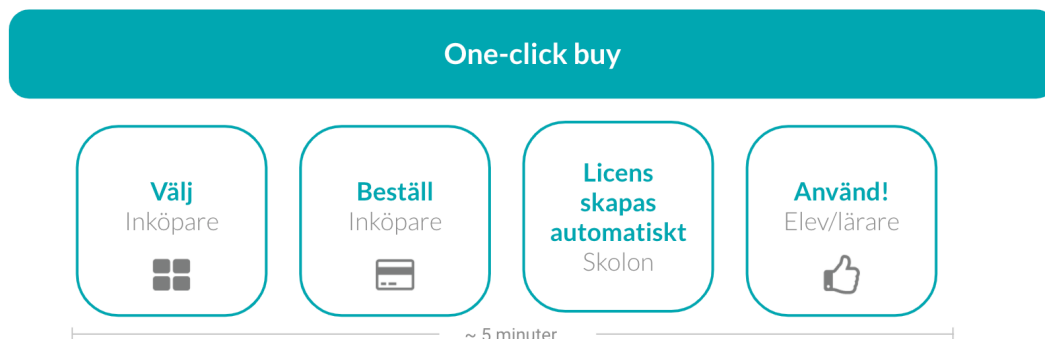 One-click buy
Välj
Inköpare
Beställ
Inköpare
Licens
skapas
automatiskt
Skolon
Använd!
Elev/lärare
~ 5 minuter